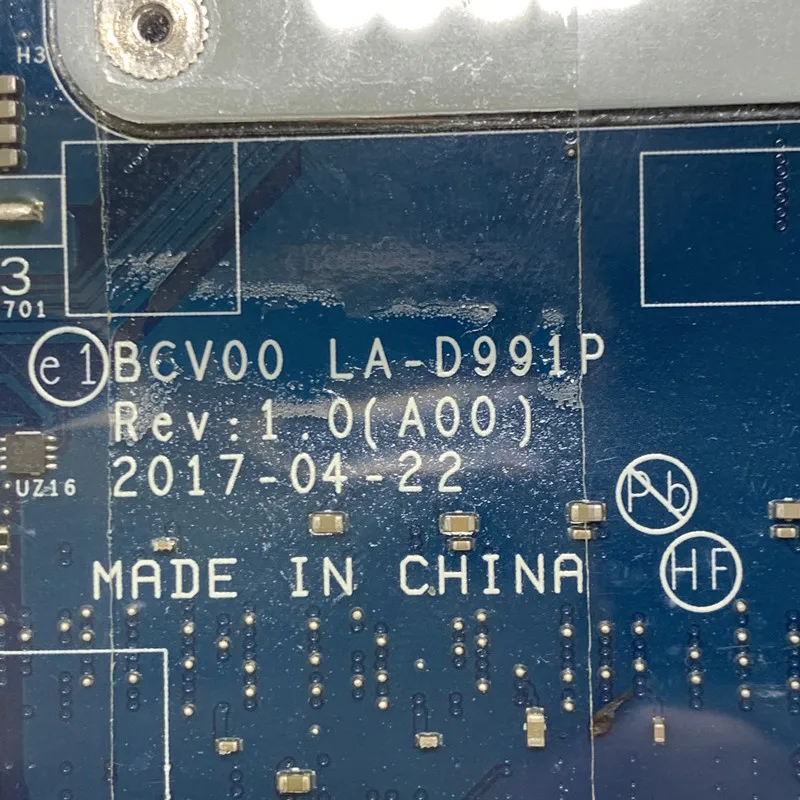 H3
3
701
e1 BCV00 LA-D991P
Rev:1.0(A00)
2017-04-22
UZ16
Pb
HF
MADE IN CHINA